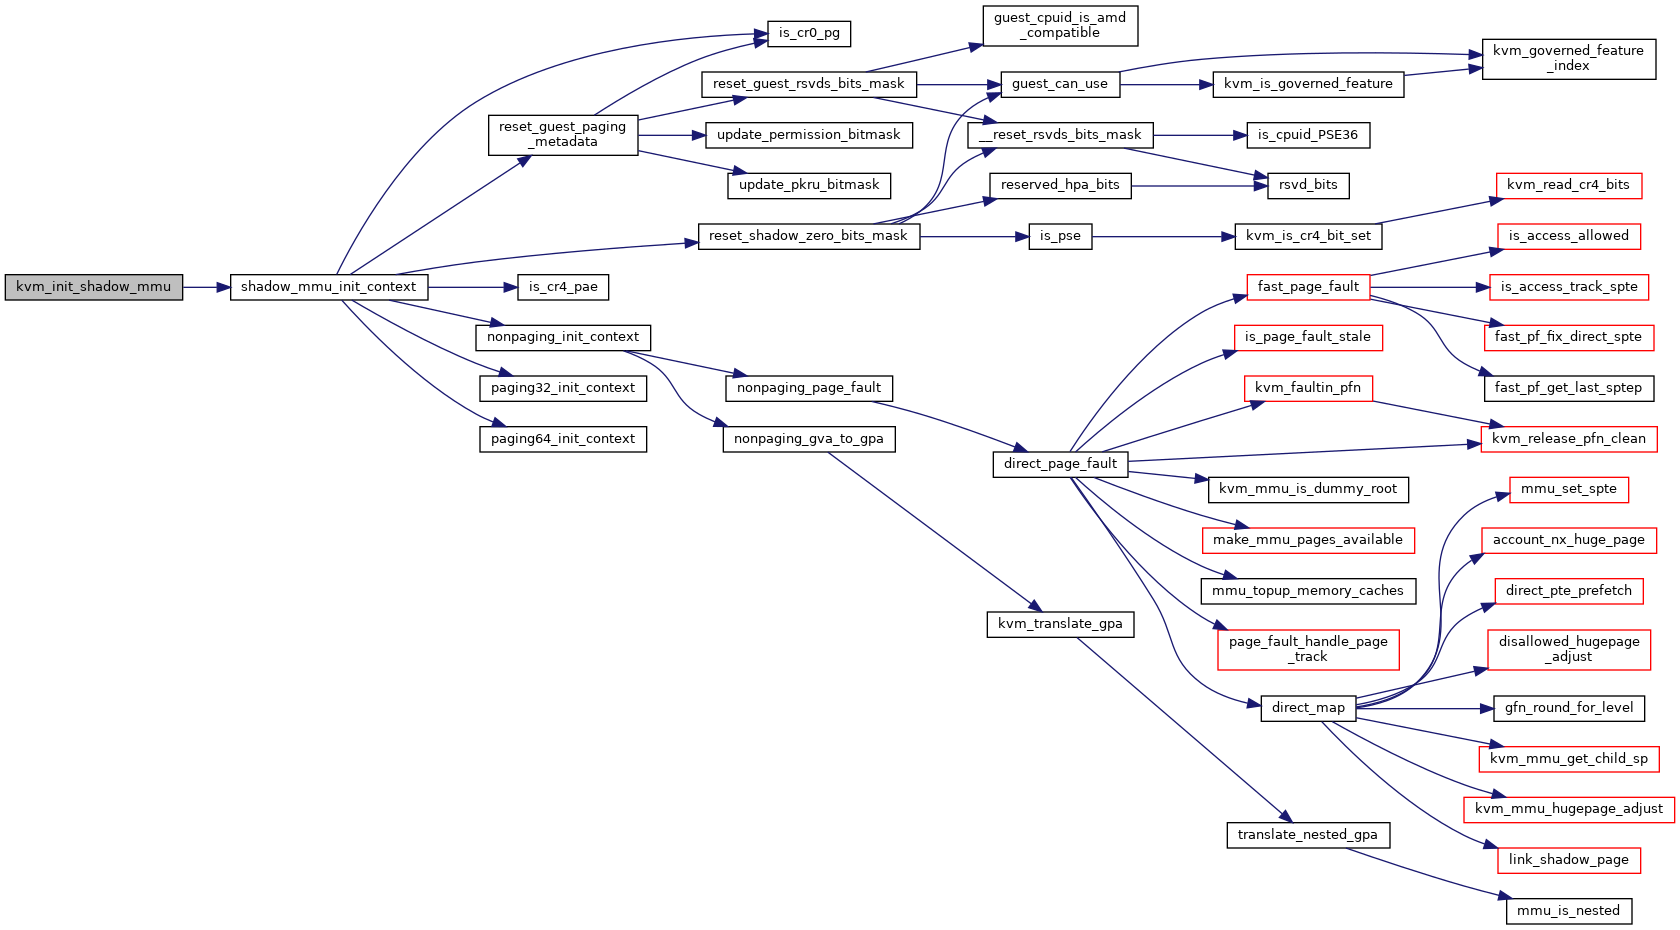 kvm_init_shadow_mmu
shadow_mmu_init_context
is_cr0_pg
reset_guest_paging
_metadata
reset_guest_rsvds_bits_mask
update_permission_bitmask
update_pkru_bitmask
reset_shadow_zero_bits_mask
is_cr4_pae
nonpaging_init_context
paging32_init_context
paging64_init_context
nonpaging_page_fault
nonpaging_gva_to_gpa
guest_cpuid_is_amd
_compatible
guest_can_use
__reset_rsvds_bits_mask
reserved_hpa_bits
is_pse
direct_page_fault
kvm_translate_gpa
kvm_is_governed_feature
is_cpuid_PSE36
rsvd_bits
kvm_is_cr4_bit_set
fast_page_fault
is_page_fault_stale
kvm_faultin_pfn
kvm_mmu_is_dummy_root
make_mmu_pages_available
mmu_topup_memory_caches
page_fault_handle_page
_track
direct_map
translate_nested_gpa
kvm_governed_feature
_index
kvm_read_cr4_bits
is_access_allowed
is_access_track_spte
fast_pf_fix_direct_spte
fast_pf_get_last_sptep
kvm_release_pfn_clean
mmu_set_spte
account_nx_huge_page
direct_pte_prefetch
disallowed_hugepage
_adjust
gfn_round_for_level
kvm_mmu_get_child_sp
kvm_mmu_hugepage_adjust
link_shadow_page
mmu_is_nested